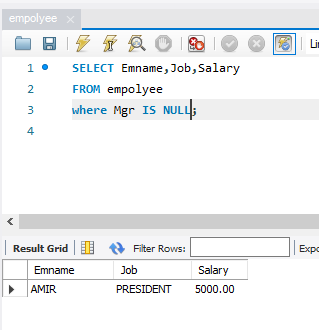 empolyee
Lin
1 SELECT Emname,Job,Salary
2 FROM empolyee
3 where Mgr IS NULL;
4
Result Grid Filter Rows: Expo
Emname Job Salary
AMIR PRESIDENT 5000.00